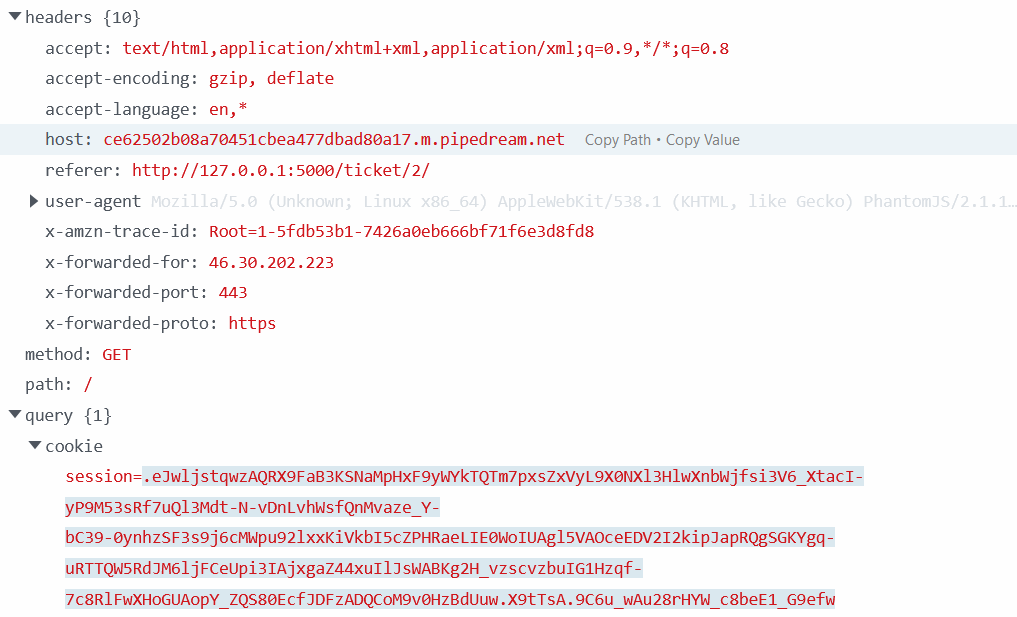 headers {10}
accept: text/html,application/xhtml+xml,application/xml;q=0.9,*/*;q=0.8
accept-encoding: gzip, deflate
accept-language: en,*
host: ce62502b08a70451cbea477dbad80a17.m.pipedream.net Copy Path • Copy Value
referer: http://127.0.0.1:5000/ticket/2/
user-agent Mozilla/5.0 (Unknown; Linux x86_64) AppleWebKit/538.1 (KHTML, like Gecko) PhantomJS/2.1.1…
x-amzn-trace-id: Root=1-5fdb53b1-7426a0eb666bf71f6e3d8fd8
x-forwarded-for: 46.30.202.223
x-forwarded-port: 443
x-forwarded-proto: https
method: GET
path: /
query {1}
cookie
session=.eJwljstqwzAQRX9FaB3KSNaMpHxF9yWYkTQTm7pxsZxVyL9X0NXl3HlwXnbWjfsi3V6_XtacI-
yP9M53sRf7uQl3Mdt-N-vDnLvhWsfQnMvaze_Y-
bC39-0ynhzSF3s9j6cMWpu92lxxKiVkbI5cZPHRaeLIE0WoIUAgl5VAOceEDV2I2kipJapRQgSGKYgq-
uRTTQW5RdJM6ljFCeUpi3IAjxgaZ44xuIlJsWABKg2H_vzscvzbuIG1Hzqf-
7c8RlFwXHoGUAopY_ZQS80EcfJDFzADQCoM9v0HzBdUuw.X9tTsA.9C6u_wAu28rHYW_c8beE1_G9efw